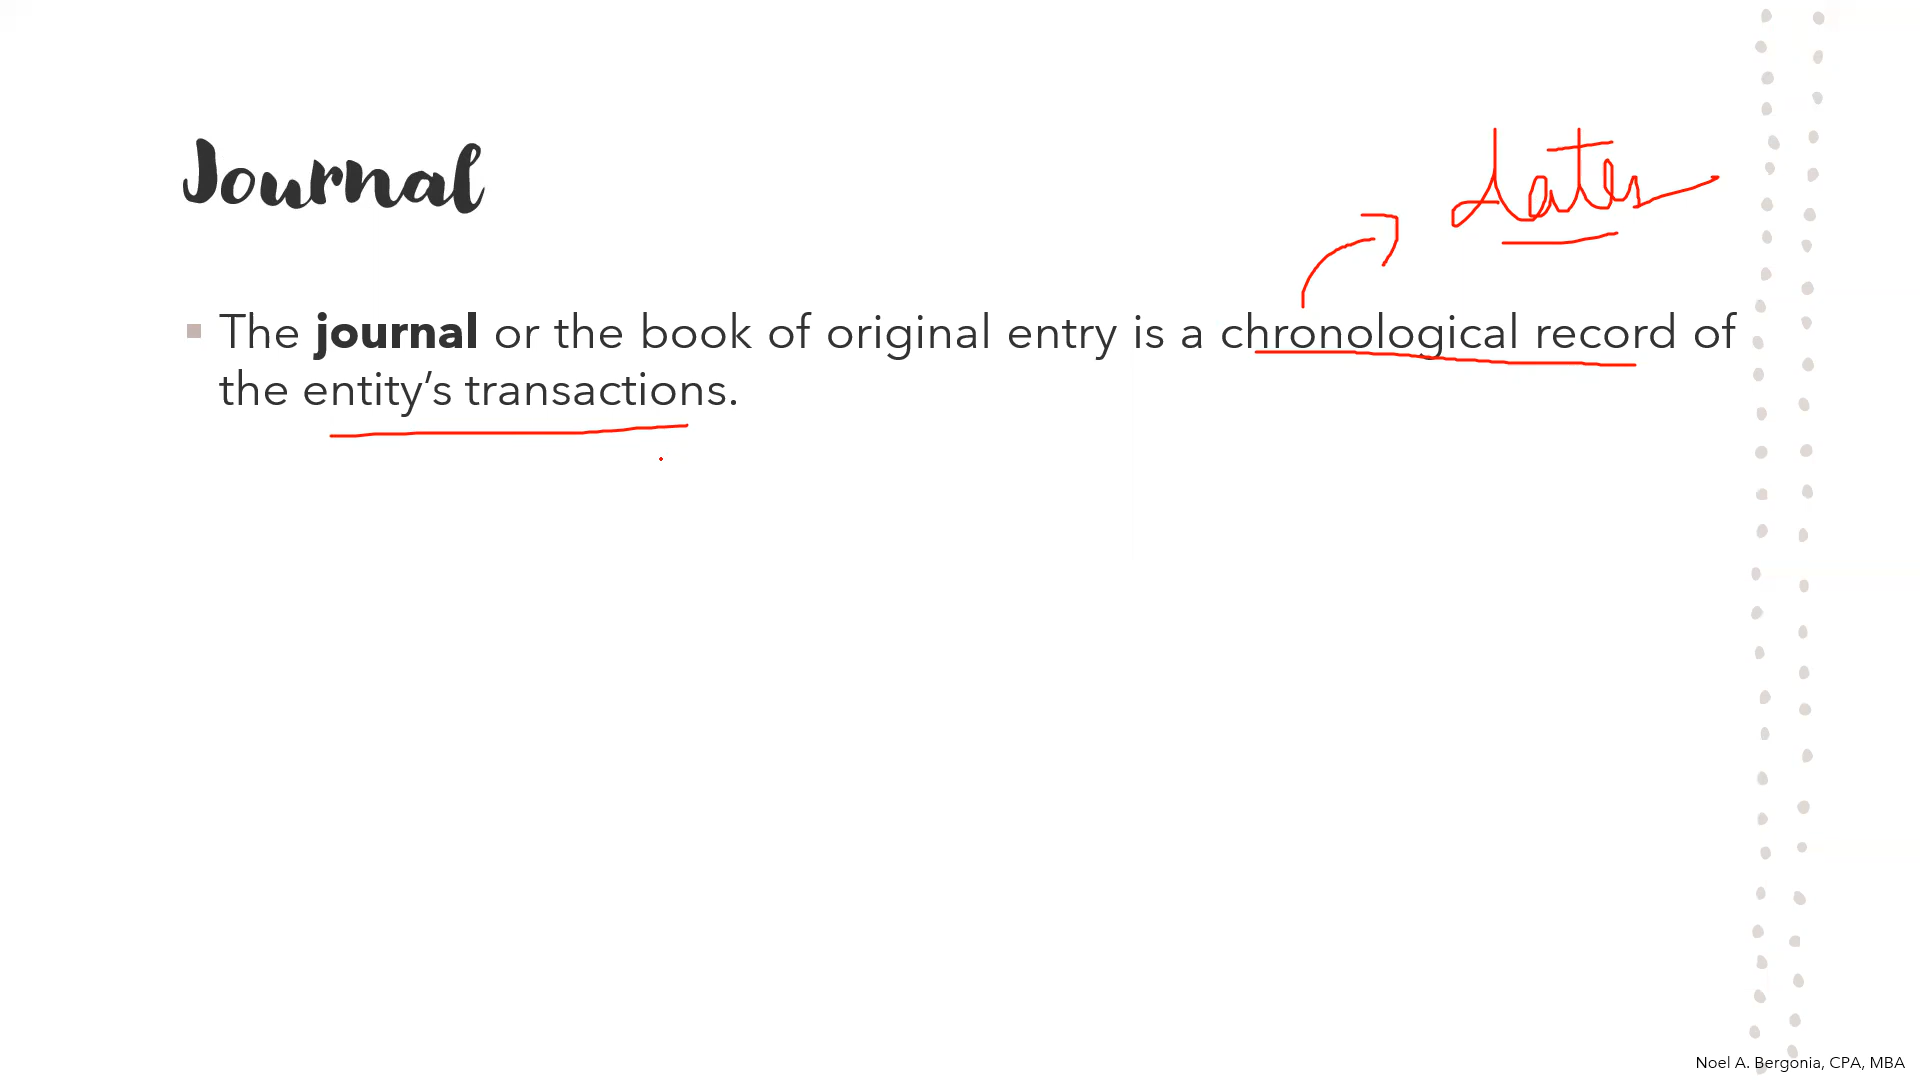 Journal
dates
The journal or the book of original entry is a chronological record of
the entity's transactions.
Noel A. Bergonia, CPA, MBA